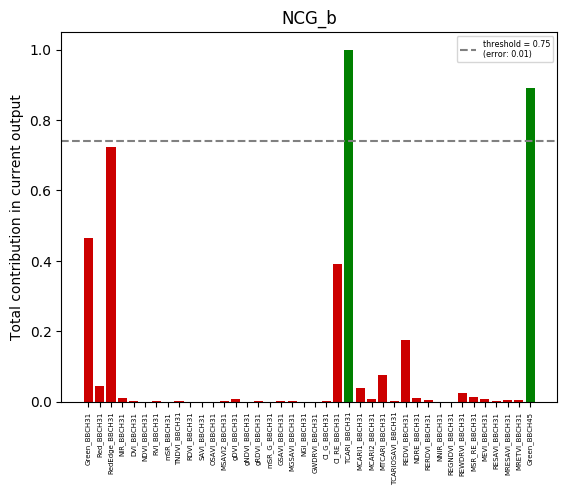 NCG_b
Total contribution in current output
1.0
0.8
0.6
0.4
0.2
0.0
threshold = 0.75
(error: 0.01)
Green_BBCH31
Red_BBCH31
RedEdge_BBCH31
NIR_BBCH31
DVI_BBCH31
NDVI_BBCH31
RVI_BBCH31
mSR_BBCH31
TNDVI_BBCH31
RDVI_BBCH31
SAVI_BBCH31
OSAVI_BBCH31
MSAVI2_BBCH31
gDVI_BBCH31
gNDVI_BBCH31
gRDVI_BBCH31
mSR_G_BBCH31
GSAVI_BBCH31
MGSAVI_BBCH31
NGI_BBCH31
GWDRVI_BBCH31
CI_G_BBCH31
CI_RE_BBCH31
TCARI_BBCH31
MCARI1_BBCH31
MCARI2_BBCH31
MTCARI_BBCH31
TCARIOSAVI_BBCH31
REDVI_BBCH31
NDRE_BBCH31
RERDVI_BBCH31
NNIR_BBCH31
REGNDVI_BBCH31
REWDRVI_BBCH31
MSR_RE_BBCH31
MEVI_BBCH31
RESAVI_BBCH31
MRESAVI_BBCH31
MRETVI_BBCH31
Green_BBCH45